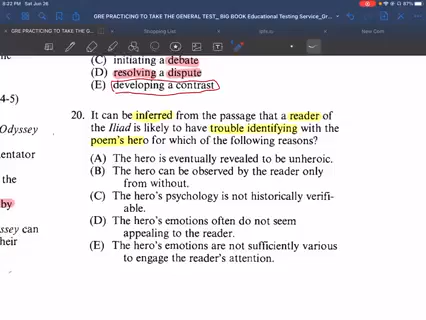 8:22 PM Sat Jun 26
GRE PRACTICING TO TAKE THE GENERAL TEST_ BIG BOOK Educational Testing Service_Gr...
87%
GRE PRACTICING TO TAKE THE G...
Shopping List
New Com
(C) initiating a debate
(D) resolving a dispute
(E) developing a contrast
4-5)
Odyssey
entator
the
by
ssey can
heir
20. It can be inferred from the passage that a reader of
the Iliad is likely to have trouble identifying with the
poem's hero for which of the following reasons?
(A) The hero is eventually revealed to be unheroic.
(B) The hero can be observed by the reader only
from without.
(C) The hero's psychology is not historically verifi-
able.
(D) The hero's emotions often do not seem
appealing to the reader.
(E) The hero's emotions are not sufficiently various
to engage the reader's attention.